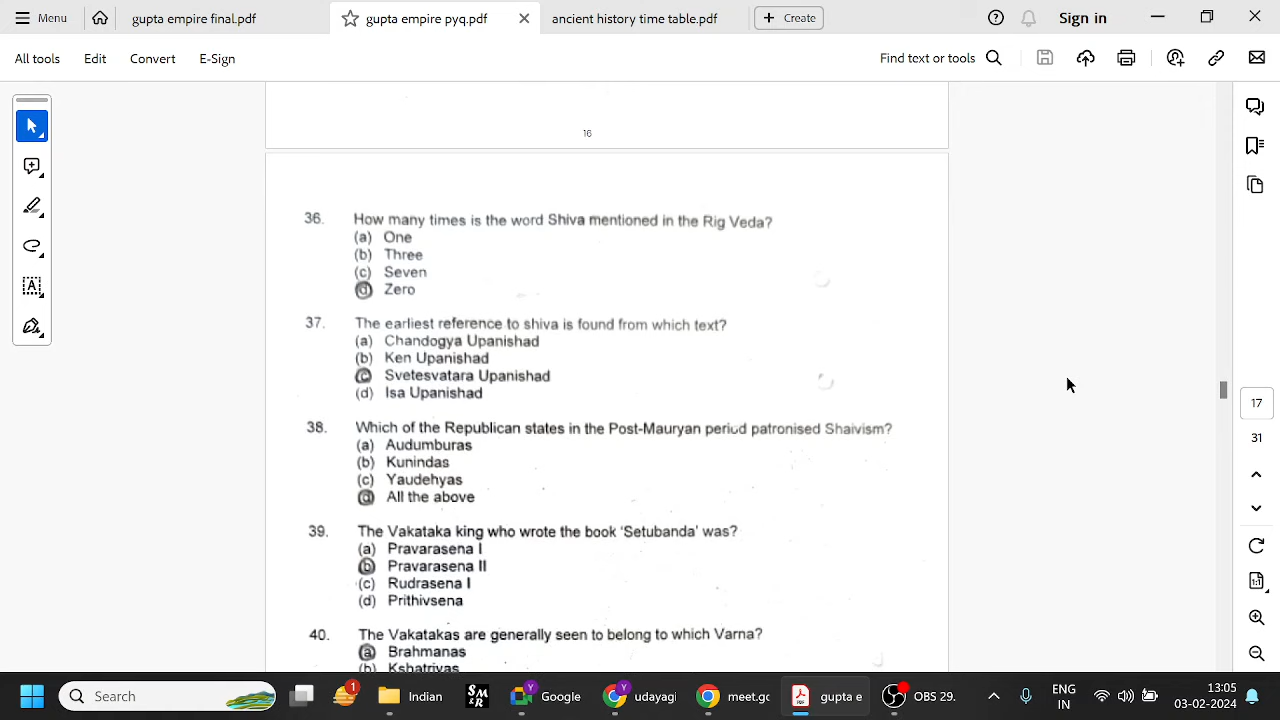 Menu
gupta empire final.pdf
gupta empire pyq.pdf
ancient history time table.pdf
Create
Sign in
All tools
Edit
Convert
E-Sign
Find text or tools
16
36. How many times is the word Shiva mentioned in the Rig Veda?
(a) One
(b) Three
(c) Seven
(d) Zero
37. The earliest reference to shiva is found from which text?
(a) Chandogya Upanishad
(b) Ken Upanishad
(c) Svetesvatara Upanishad
(d) Isa Upanishad
38. Which of the Republican states in the Post-Mauryan period patronised Shaivism?
(a) Audumburas
(b) Kunindas
(c) Yaudehyas
(d) All the above
39. The Vakataka king who wrote the book ‘Setubanda’ was?
(a) Pravarasena I
(b) Pravarasena II
(c) Rudrasena I
(d) Prithivsena
40. The Vakatakas are generally seen to belong to which Varna?
(a) Brahmanas
(b) Kshatriyas
17
31
1:1
Search
1
SM
R
Indian
Y
Google
Y
udayagi
meet.go
gupta e
OBS 29
ENG
IN
13:05
03-02-2024